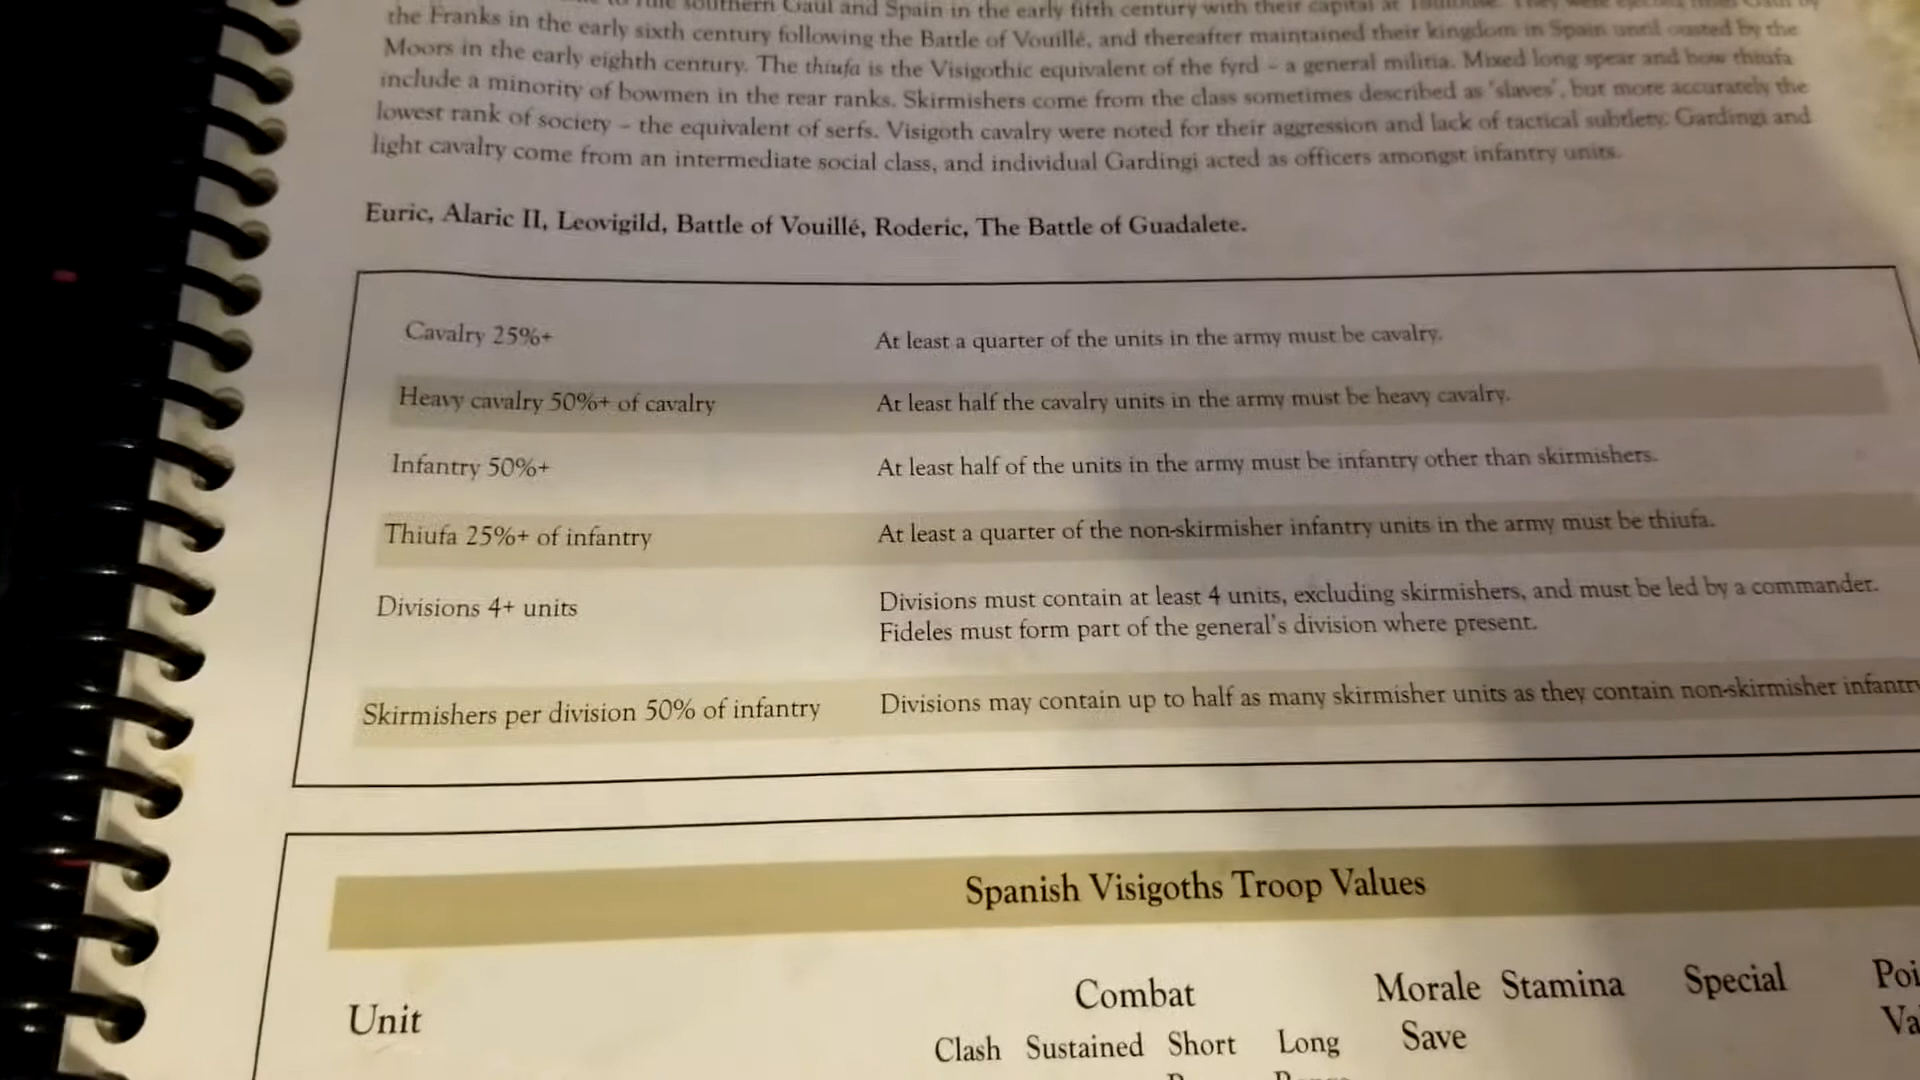 to rule southern Gaul and Spain in the early fifth century with their capital at Toulouse. They were ejected from Gaul by
the Franks in the early sixth century following the Battle of Vouillé, and thereafter maintained their kingdom in Spain until ousted by the
Moors in the early eighth century. The thiufa is the Visigothic equivalent of the fyrd – a general militia. Mixed long spear and bow thiufa
include a minority of bowmen in the rear ranks. Skirmishers come from the class sometimes described as 'slaves', but more accurately the
lowest rank of society – the equivalent of serfs. Visigoth cavalry were noted for their aggression and lack of tactical subtlety. Gardingi and
light cavalry come from an intermediate social class, and individual Gardingi acted as officers amongst infantry units.
Euric, Alaric II, Leovigild, Battle of Vouillé, Roderic, The Battle of Guadalete.
Cavalry 25%+ At least a quarter of the units in the army must be cavalry.
Heavy cavalry 50%+ of cavalry At least half the cavalry units in the army must be heavy cavalry.
Infantry 50%+ At least half of the units in the army must be infantry other than skirmishers.
Thiufa 25%+ of infantry At least a quarter of the non-skirmisher infantry units in the army must be thiufa.
Divisions 4+ units Divisions must contain at least 4 units, excluding skirmishers, and must be led by a commander.
Fideles must form part of the general's division where present.
Skirmishers per division 50% of infantry Divisions may contain up to half as many skirmisher units as they contain non-skirmisher infantry
Spanish Visigoths Troop Values
Unit Combat Morale Stamina Special Poi
Clash Sustained Short Long Save Va